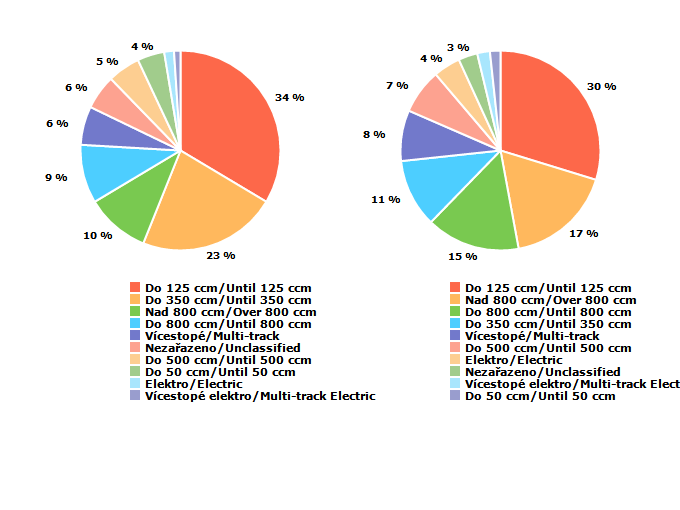 4 %
5 %
6 %
6 %
9 %
10 %
23 %
34 %
Do 125 ccm/Until 125 ccm
Do 350 ccm/Until 350 ccm
Nad 800 ccm/Over 800 ccm
Do 800 ccm/Until 800 ccm
Vícestopé/Multi-track
Nezařazeno/Unclassified
Do 500 ccm/Until 500 ccm
Do 50 ccm/Until 50 ccm
Elektro/Electric
Vícestopé elektro/Multi-track Electric
3 %
4 %
7 %
8 %
11 %
15 %
17 %
30 %
Do 125 ccm/Until 125 ccm
Nad 800 ccm/Over 800 ccm
Do 800 ccm/Until 800 ccm
Do 350 ccm/Until 350 ccm
Vícestopé/Multi-track
Do 500 ccm/Until 500 ccm
Elektro/Electric
Nezařazeno/Unclassified
Vícestopé elektro/Multi-track Elect
Do 50 ccm/Until 50 ccm